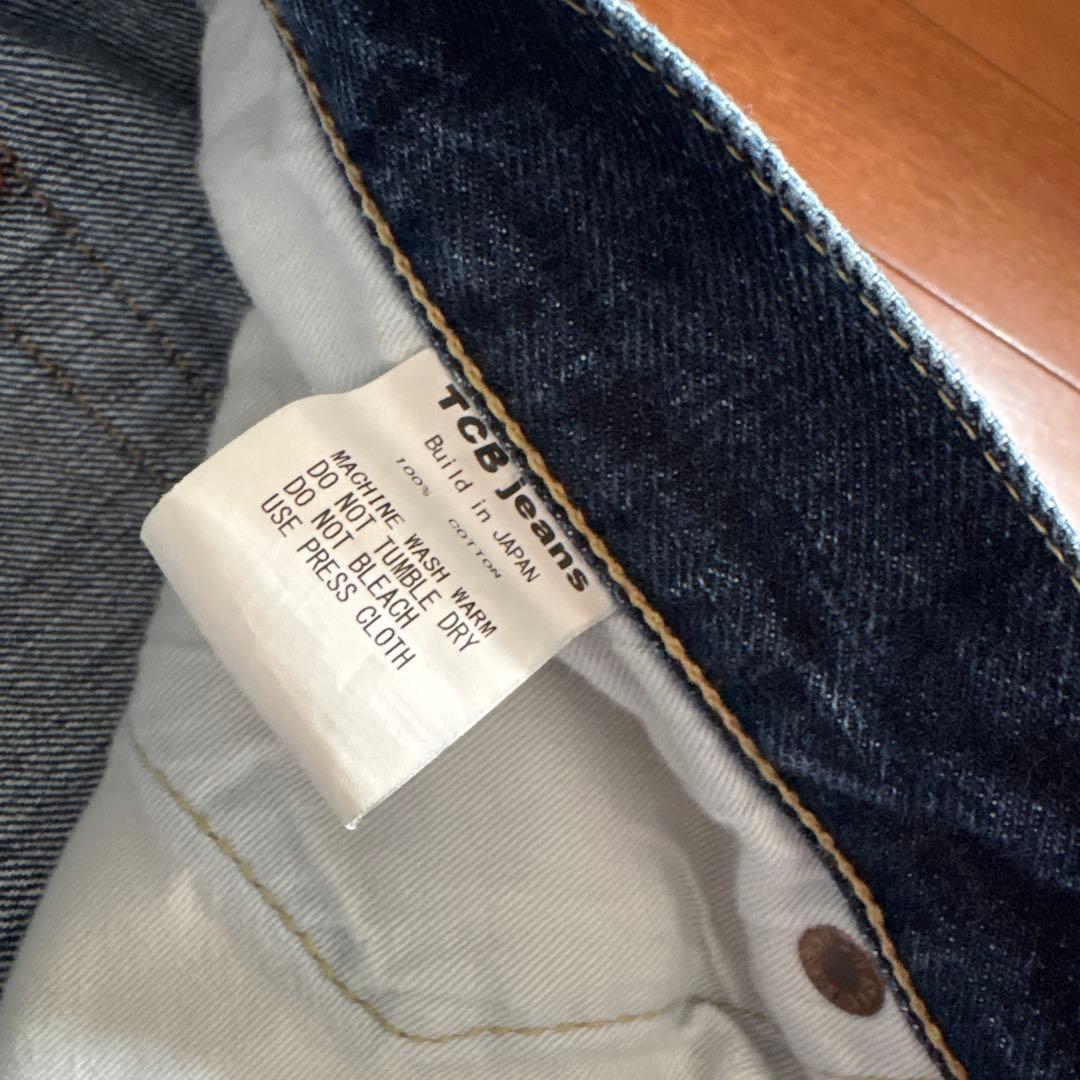 TCB jeans
Build in JAPAN
100% COTTON
MACHINE WASH WARM
DO NOT TUMBLE DRY
DO NOT BLEACH
USE PRESS CLOTH